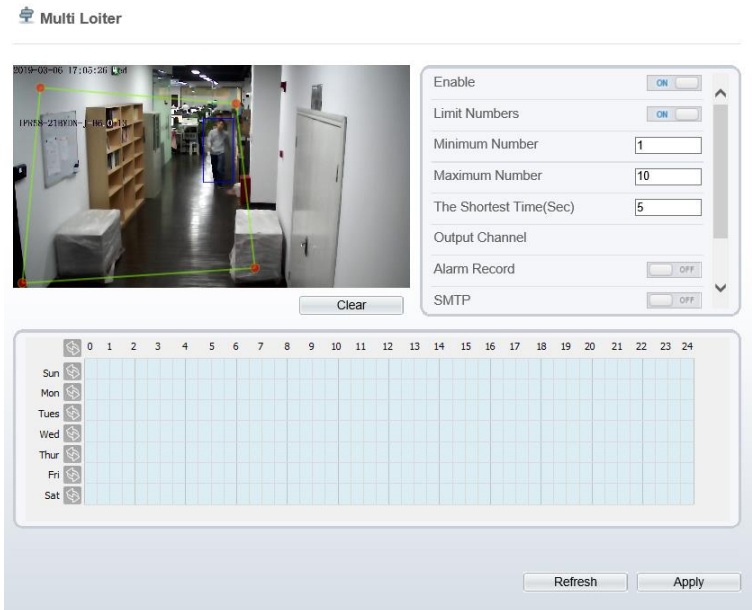 Multi Loiter
2019-03-06 17:05:26
Enable ON
Limit Numbers ON
Minimum Number 1
Maximum Number 10
The Shortest Time(Sec) 5
Output Channel
Alarm Record OFF
SMTP OFF
Clear
0 1 2 3 4 5 6 7 8 9 10 11 12 13 14 15 16 17 18 19 20 21 22 23 24
Sun
Mon
Tues
Wed
Thur
Fri
Sat
Refresh Apply